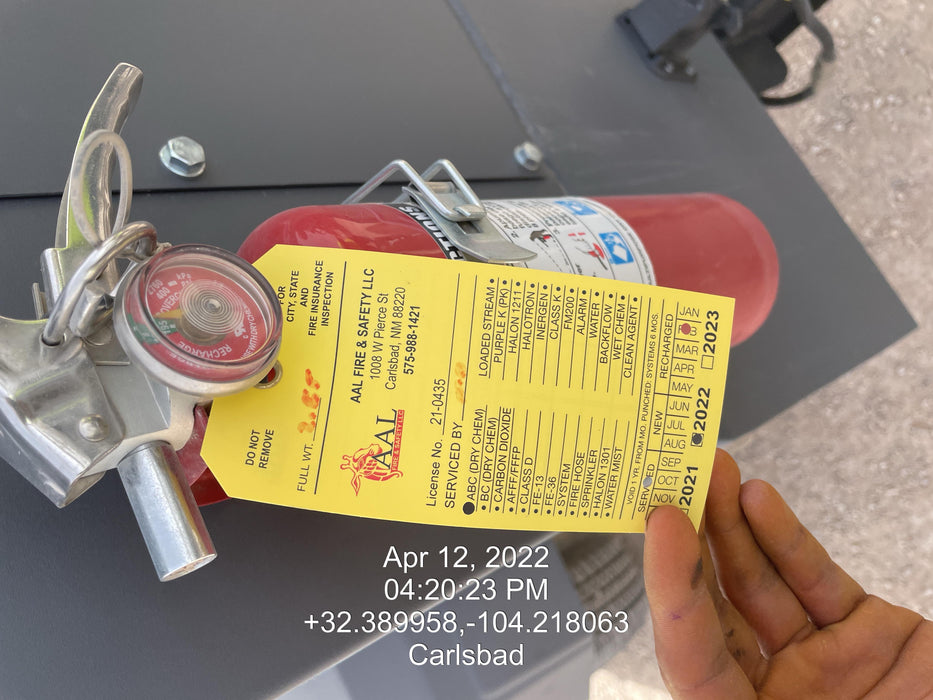 DO NOT
REMOVE
FOR
CITY, STATE
AND
FIRE INSURANCE
INSPECTION
FULL WT.
AAL
FIRE & SAFETY LLC
AAL FIRE & SAFETY LLC
1008 W Pierce St
Carlsbad, NM 88220
575-988-1421
License No. 21-0435
SERVICED BY
• ABC (DRY CHEM)
• BC (DRY CHEM)
• CARBON DIOXIDE
• AFFF/FFFP
• CLASS D
• FE-13
• FE-36
• SYSTEM
• FIRE HOSE
• SPRINKLER
• HALON 1301
• WATER MIST
LOADED STREAM •
PURPLE K (PK) •
HALON 1211 •
HALOTRON •
INERGEN •
CLASS K •
FM200 •
ALARM •
WATER •
BACKFLOW •
WET CHEM •
CLEAN AGENT •
VOID 1 YR. FROM MO. PUNCHED: SYSTEMS 6 MOS.
SERVICED
NEW
RECHARGED
JAN
MAR
APR
MAY
JUN
JUL
AUG
SEP
OCT
NOV
2021
2022
2023
RECHARGE
OVERC
kPa
Apr 12, 2022
04:20:23 PM
+32.389958,-104.218063
Carlsbad